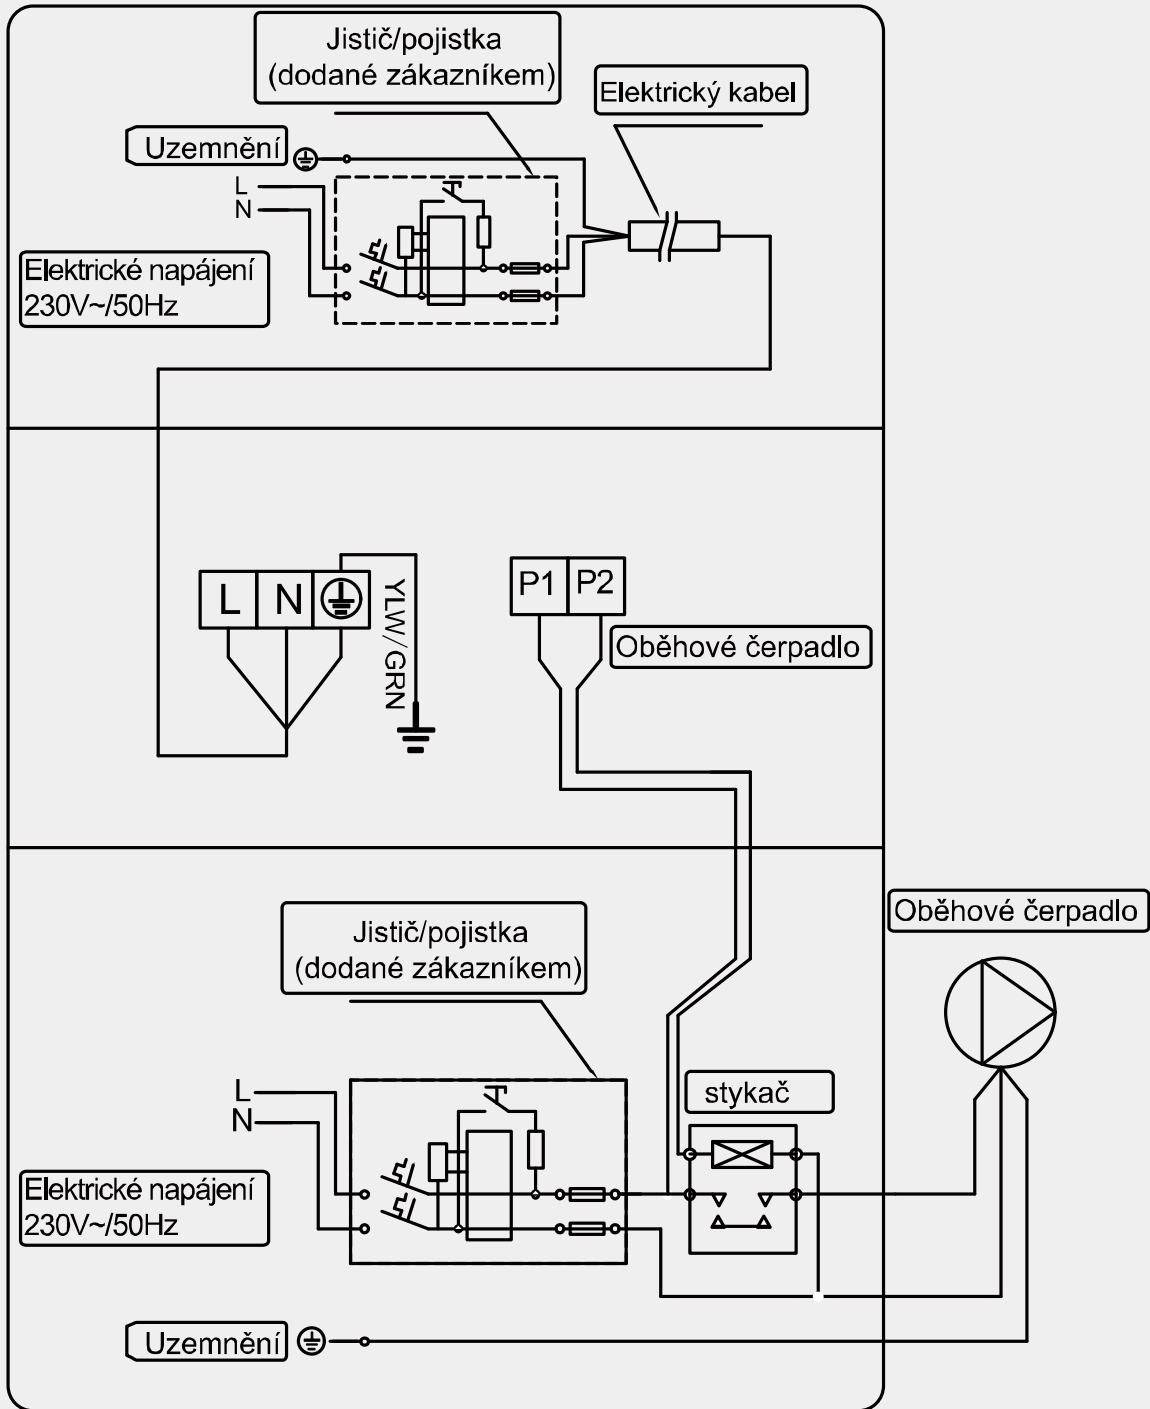 Jistič/pojistka
(dodané zákazníkem)
Elektrický kabel
Uzemnění
L
N
Elektrické napájení
230V~/50Hz
L N
YLW/GRN
P1 P2
Oběhové čerpadlo
Oběhové čerpadlo
Jistič/pojistka
(dodané zákazníkem)
stykač
L
N
Elektrické napájení
230V~/50Hz
Uzemnění